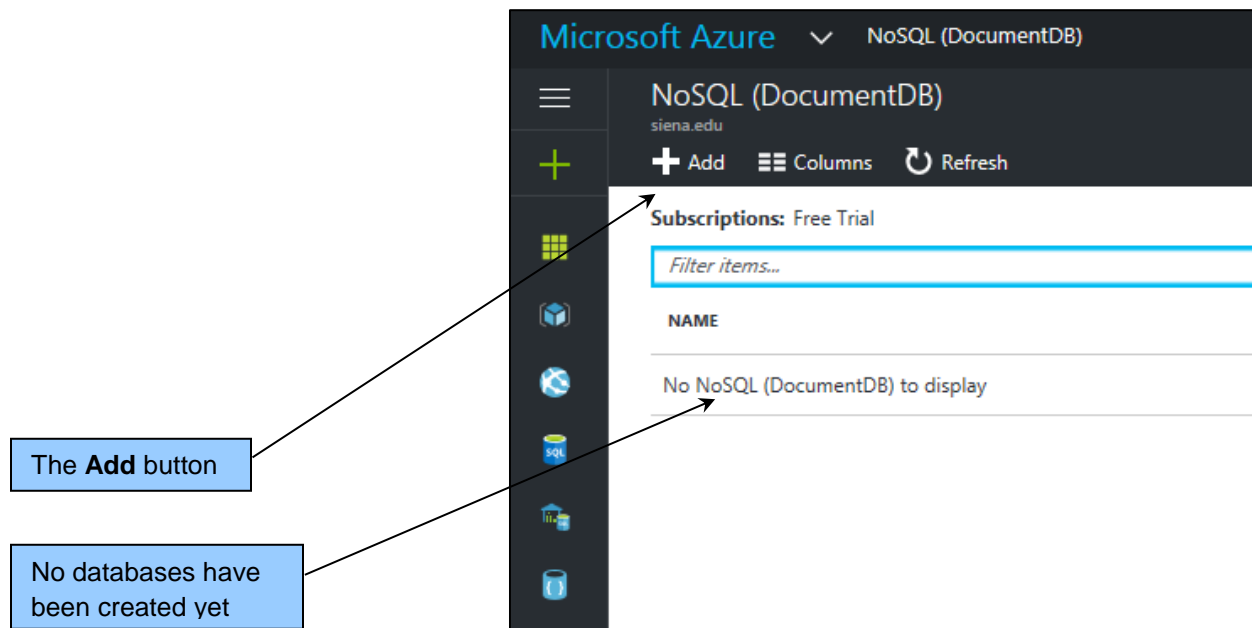 Microsoft Azure NoSQL (DocumentDB)
NoSQL (DocumentDB)
siena.edu
Add Columns Refresh
Subscriptions: Free Trial
Filter items...
NAME
No NoSQL (DocumentDB) to display
The Add button
SQL
No databases have
been created yet